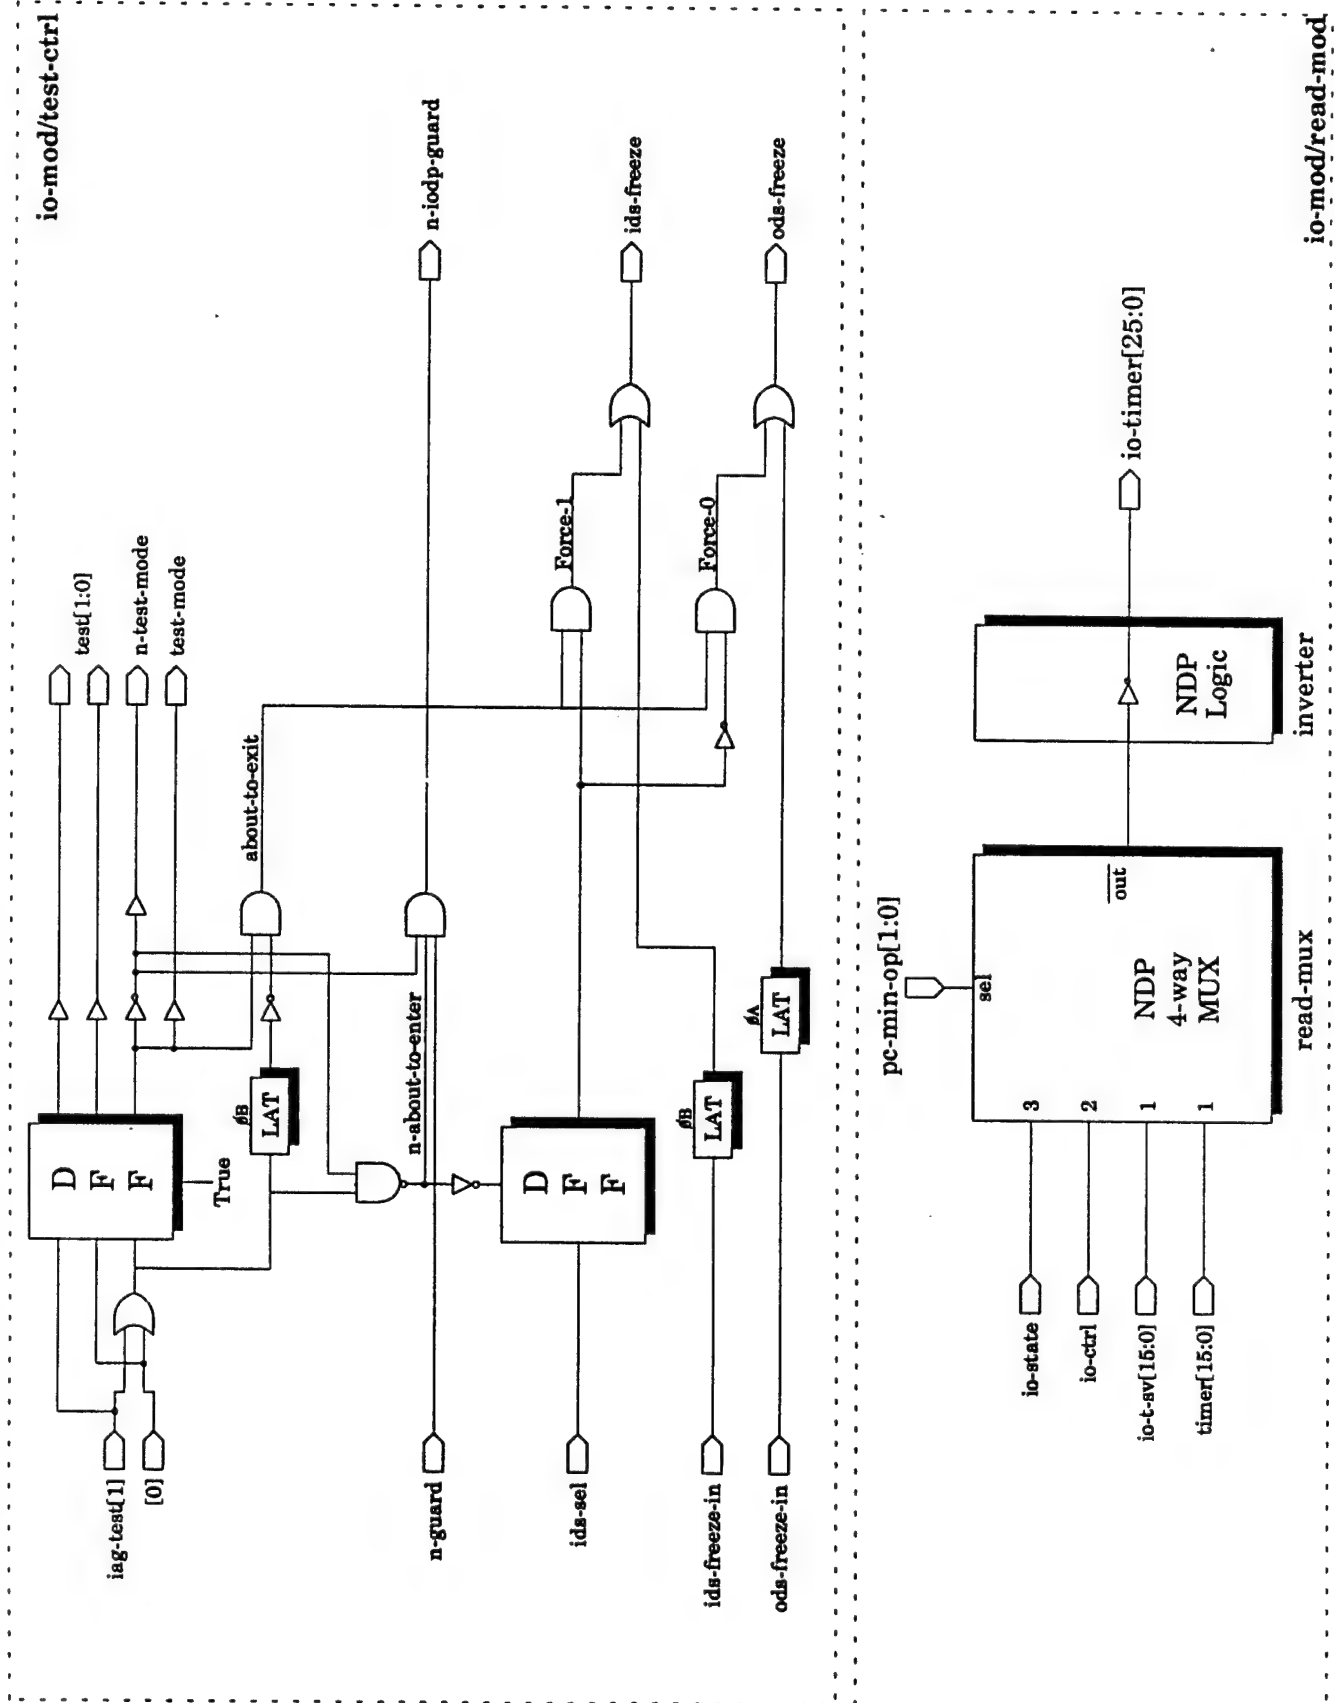 io-mod/test-ctrl
iag-test[1]
[0]
D
F
F
True
test[1:0]
n-test-mode
test-mode
ϕB
LAT
about-to-exit
n-about-to-enter
n-guard
n-iodp-guard
ids-sel
D
F
F
Force-1
Force-0
ids-freeze-in
ϕB
LAT
ids-freeze
ods-freeze-in
ϕA
LAT
ods-freeze
pc-min-op[1:0]
sel
io-state
3
io-ctrl
2
io-t-sv[15:0]
1
timer[15:0]
1
NDP
4-way
MUX
out
read-mux
NDP
Logic
inverter
io-timer[25:0]
io-mod/read-mod